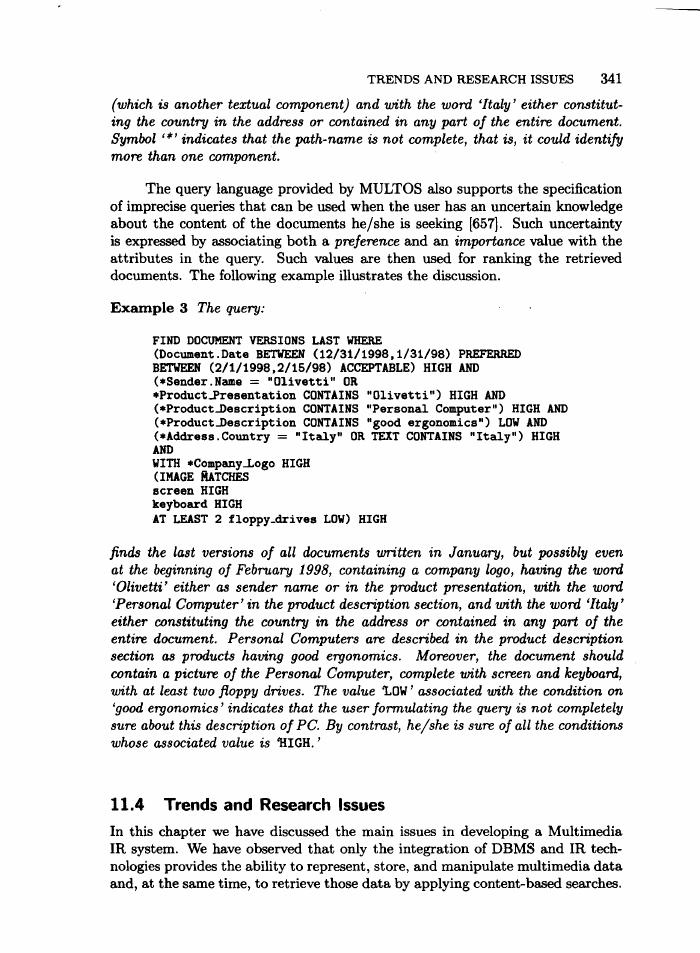 TRENDS AND RESEARCH ISSUES 341
(which is another textual component) and with the word ‘Italy’ either constitut-
ing the country in the address or contained in any part of the entire document.
Symbol ‘*’ indicates that the path-name is not complete, that is, it could identify
more than one component.
The query language provided by MULTOS also supports the specification
of imprecise queries that can be used when the user has an uncertain knowledge
about the content of the documents he/she is seeking [657]. Such uncertainty
is expressed by associating both a preference and an importance value with the
attributes in the query. Such values are then used for ranking the retrieved
documents. The following example illustrates the discussion.
Example 3 The query:
FIND DOCUMENT VERSIONS LAST WHERE
(Document.Date BETWEEN (12/31/1998,1/31/98) PREFERRED
BETWEEN (2/1/1998,2/15/98) ACCEPTABLE) HIGH AND
(*Sender.Name = "Olivetti" OR
*Product_Presentation CONTAINS "Olivetti") HIGH AND
(*Product_Description CONTAINS "Personal Computer") HIGH AND
(*Product_Description CONTAINS "good ergonomics") LOW AND
(*Address.Country = "Italy" OR TEXT CONTAINS "Italy") HIGH
AND
WITH *Company_Logo HIGH
(IMAGE MATCHES
screen HIGH
keyboard HIGH
AT LEAST 2 floppy_drives LOW) HIGH
finds the last versions of all documents written in January, but possibly even
at the beginning of February 1998, containing a company logo, having the word
‘Olivetti’ either as sender name or in the product presentation, with the word
‘Personal Computer’ in the product description section, and with the word ‘Italy’
either constituting the country in the address or contained in any part of the
entire document. Personal Computers are described in the product description
section as products having good ergonomics. Moreover, the document should
contain a picture of the Personal Computer, complete with screen and keyboard,
with at least two floppy drives. The value ‘LOW’ associated with the condition on
‘good ergonomics’ indicates that the user formulating the query is not completely
sure about this description of PC. By contrast, he/she is sure of all the conditions
whose associated value is ‘HIGH.’
11.4 Trends and Research Issues
In this chapter we have discussed the main issues in developing a Multimedia
IR system. We have observed that only the integration of DBMS and IR tech-
nologies provides the ability to represent, store, and manipulate multimedia data
and, at the same time, to retrieve those data by applying content-based searches.